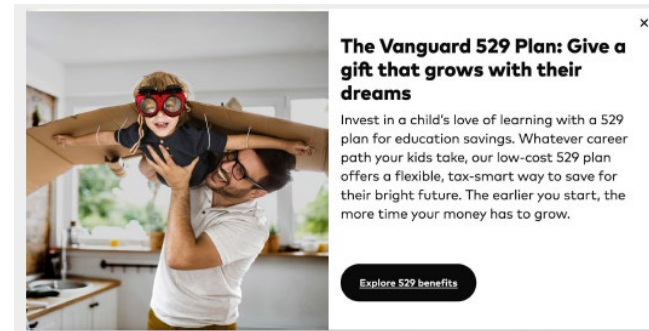 The Vanguard 529 Plan: Give a
gift that grows with their
dreams
Invest in a child's love of learning with a 529
plan for education savings. Whatever career
path your kids take, our low-cost 529 plan
offers a flexible, tax-smart way to save for
their bright future. The earlier you start, the
more time your money has to grow.
Explore 529 benefits